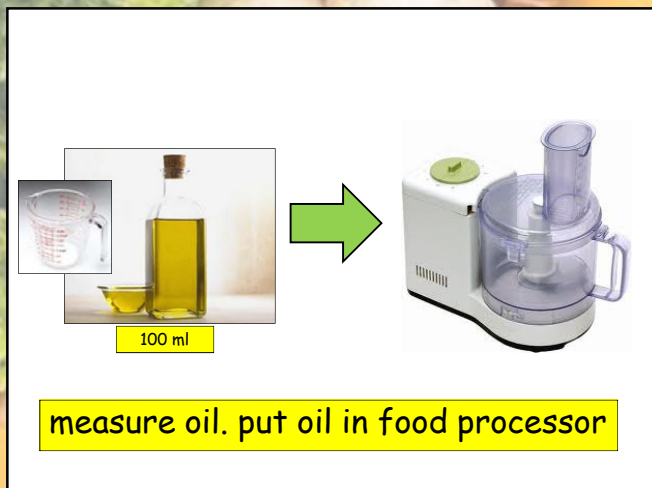 100 ml
measure oil. put oil in food processor